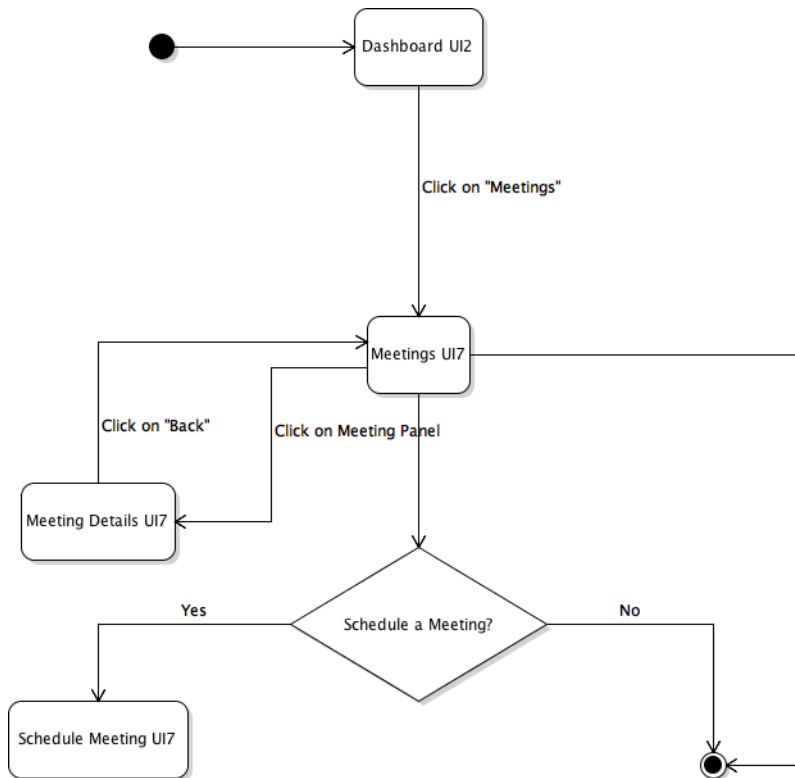 Dashboard UI2
Click on "Meetings"
Meetings UI7
Click on "Back"
Click on Meeting Panel
Meeting Details UI7
Yes
Schedule a Meeting?
No
Schedule Meeting UI7